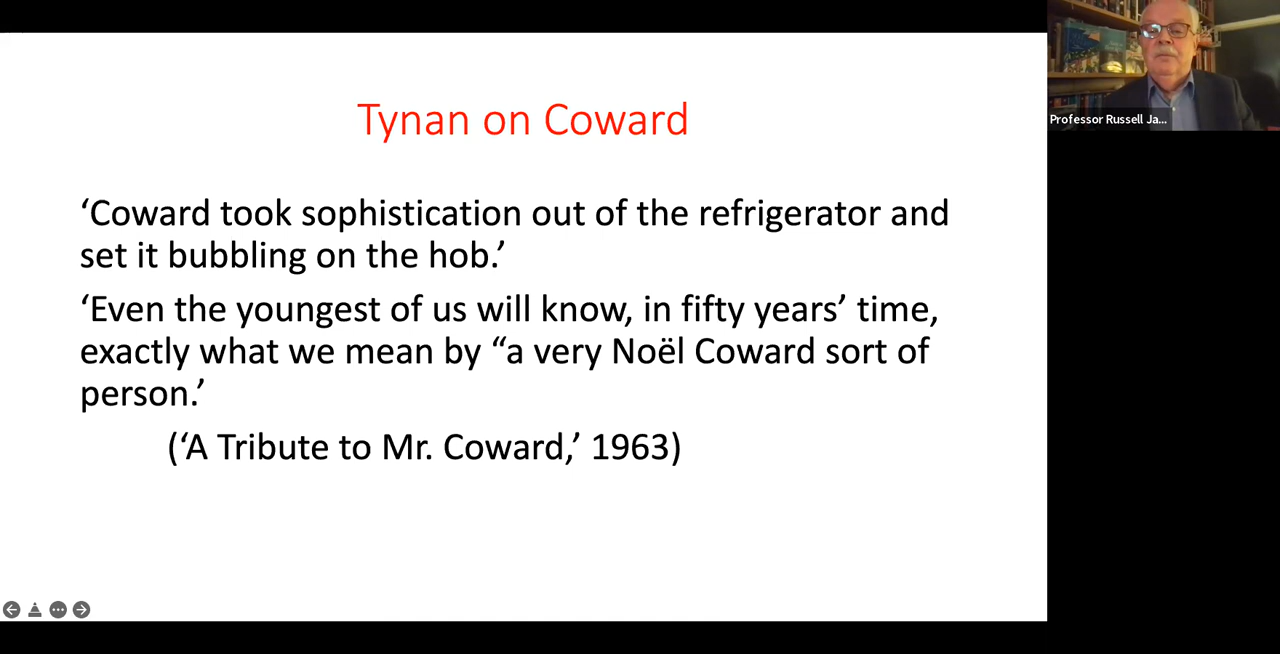 Tynan on Coward
‘Coward took sophistication out of the refrigerator and
set it bubbling on the hob.’
‘Even the youngest of us will know, in fifty years’ time,
exactly what we mean by “a very Noël Coward sort of
person.’
(‘A Tribute to Mr. Coward,’ 1963)
Professor Russell Ja...